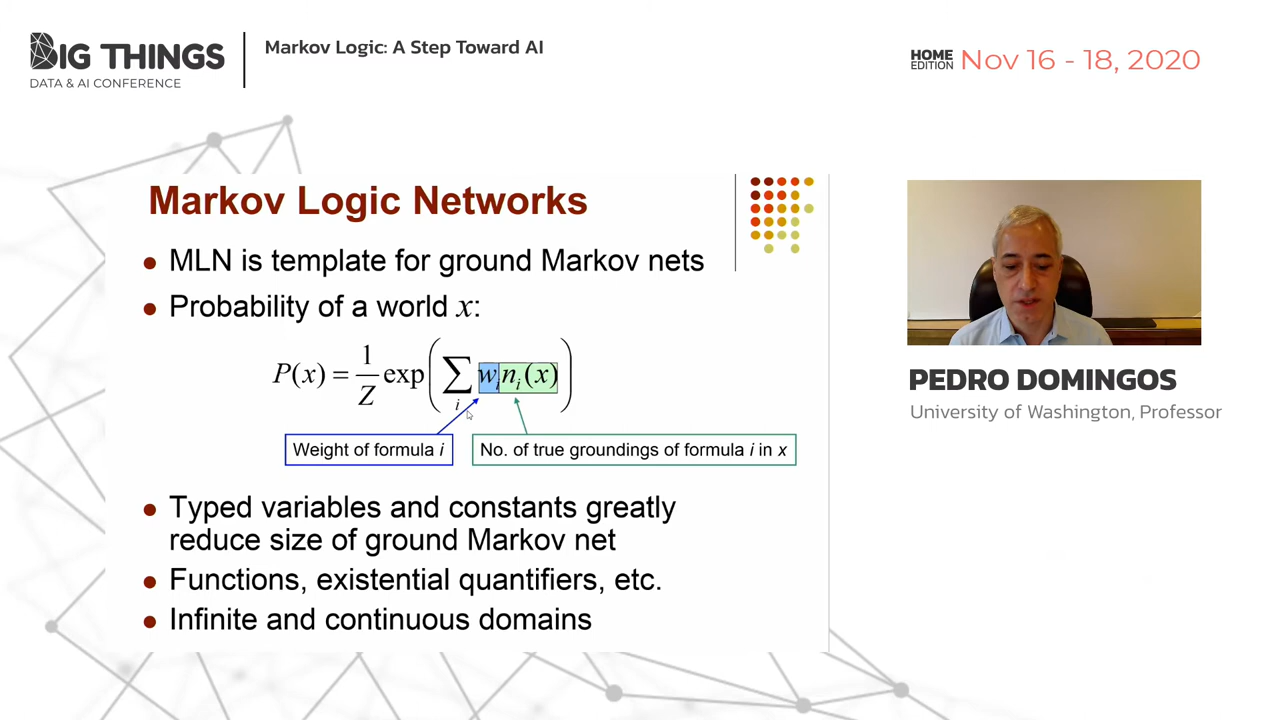 BIG THINGS
DATA & AI CONFERENCE
Markov Logic: A Step Toward AI
HOME EDITION Nov 16 - 18, 2020
Markov Logic Networks
• MLN is template for ground Markov nets
• Probability of a world x:
P(x) = 1/Z exp(∑_i w_i n_i(x))
Weight of formula i
No. of true groundings of formula i in x
• Typed variables and constants greatly
reduce size of ground Markov net
• Functions, existential quantifiers, etc.
• Infinite and continuous domains
PEDRO DOMINGOS
University of Washington, Professor